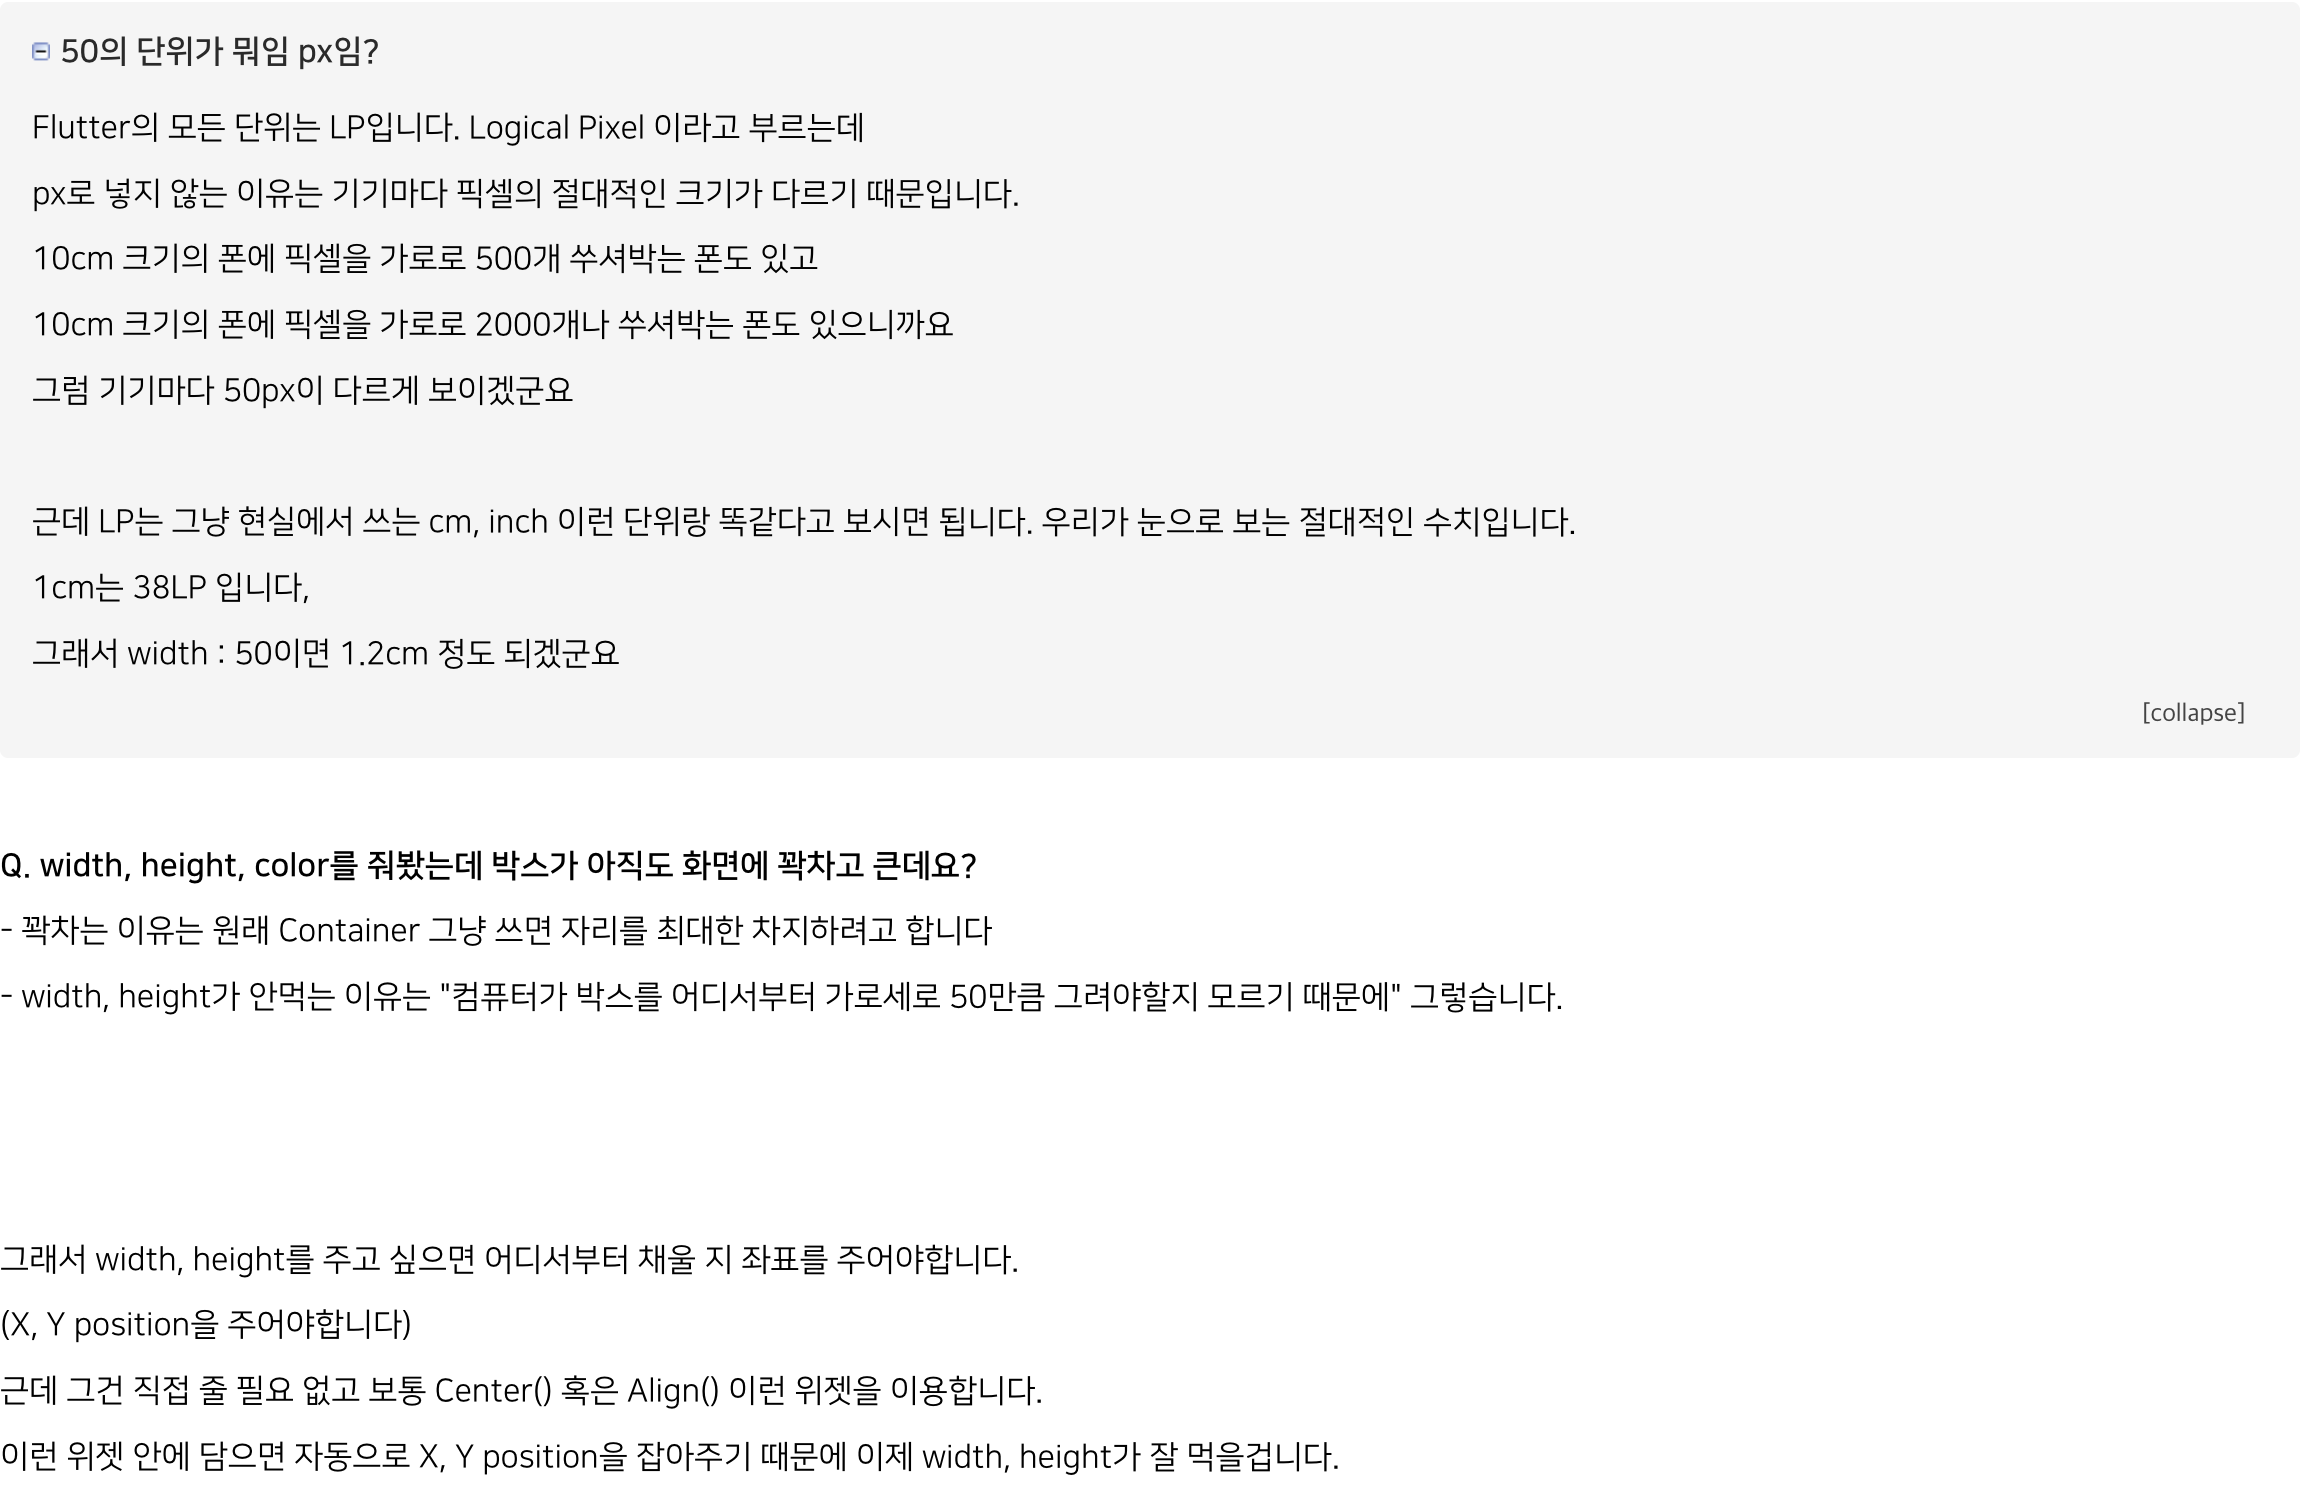 50의 단위가 뭐임 px임?
Flutter의 모든 단위는 LP입니다. Logical Pixel 이라고 부르는데
px로 넣지 않는 이유는 기기마다 픽셀의 절대적인 크기가 다르기 때문입니다.
10cm 크기의 폰에 픽셀을 가로로 500개 쑤셔박는 폰도 있고
10cm 크기의 폰에 픽셀을 가로로 2000개나 쑤셔박는 폰도 있으니까요
그럼 기기마다 50px이 다르게 보이겠군요
근데 LP는 그냥 현실에서 쓰는 cm, inch 이런 단위랑 똑같다고 보시면 됩니다. 우리가 눈으로 보는 절대적인 수치입니다.
1cm는 38LP 입니다,
그래서 width : 50이면 1.2cm 정도 되겠군요
[collapse]
Q. width, height, color를 줘봤는데 박스가 아직도 화면에 꽉차고 큰데요?
- 꽉차는 이유는 원래 Container 그냥 쓰면 자리를 최대한 차지하려고 합니다
- width, height가 안먹는 이유는 "컴퓨터가 박스를 어디서부터 가로세로 50만큼 그려야할지 모르기 때문에" 그렇습니다.
그래서 width, height를 주고 싶으면 어디서부터 채울 지 좌표를 주어야합니다.
(X, Y position을 주어야합니다)
근데 그건 직접 줄 필요 없고 보통 Center() 혹은 Align() 이런 위젯을 이용합니다.
이런 위젯 안에 담으면 자동으로 X, Y position을 잡아주기 때문에 이제 width, height가 잘 먹을겁니다.